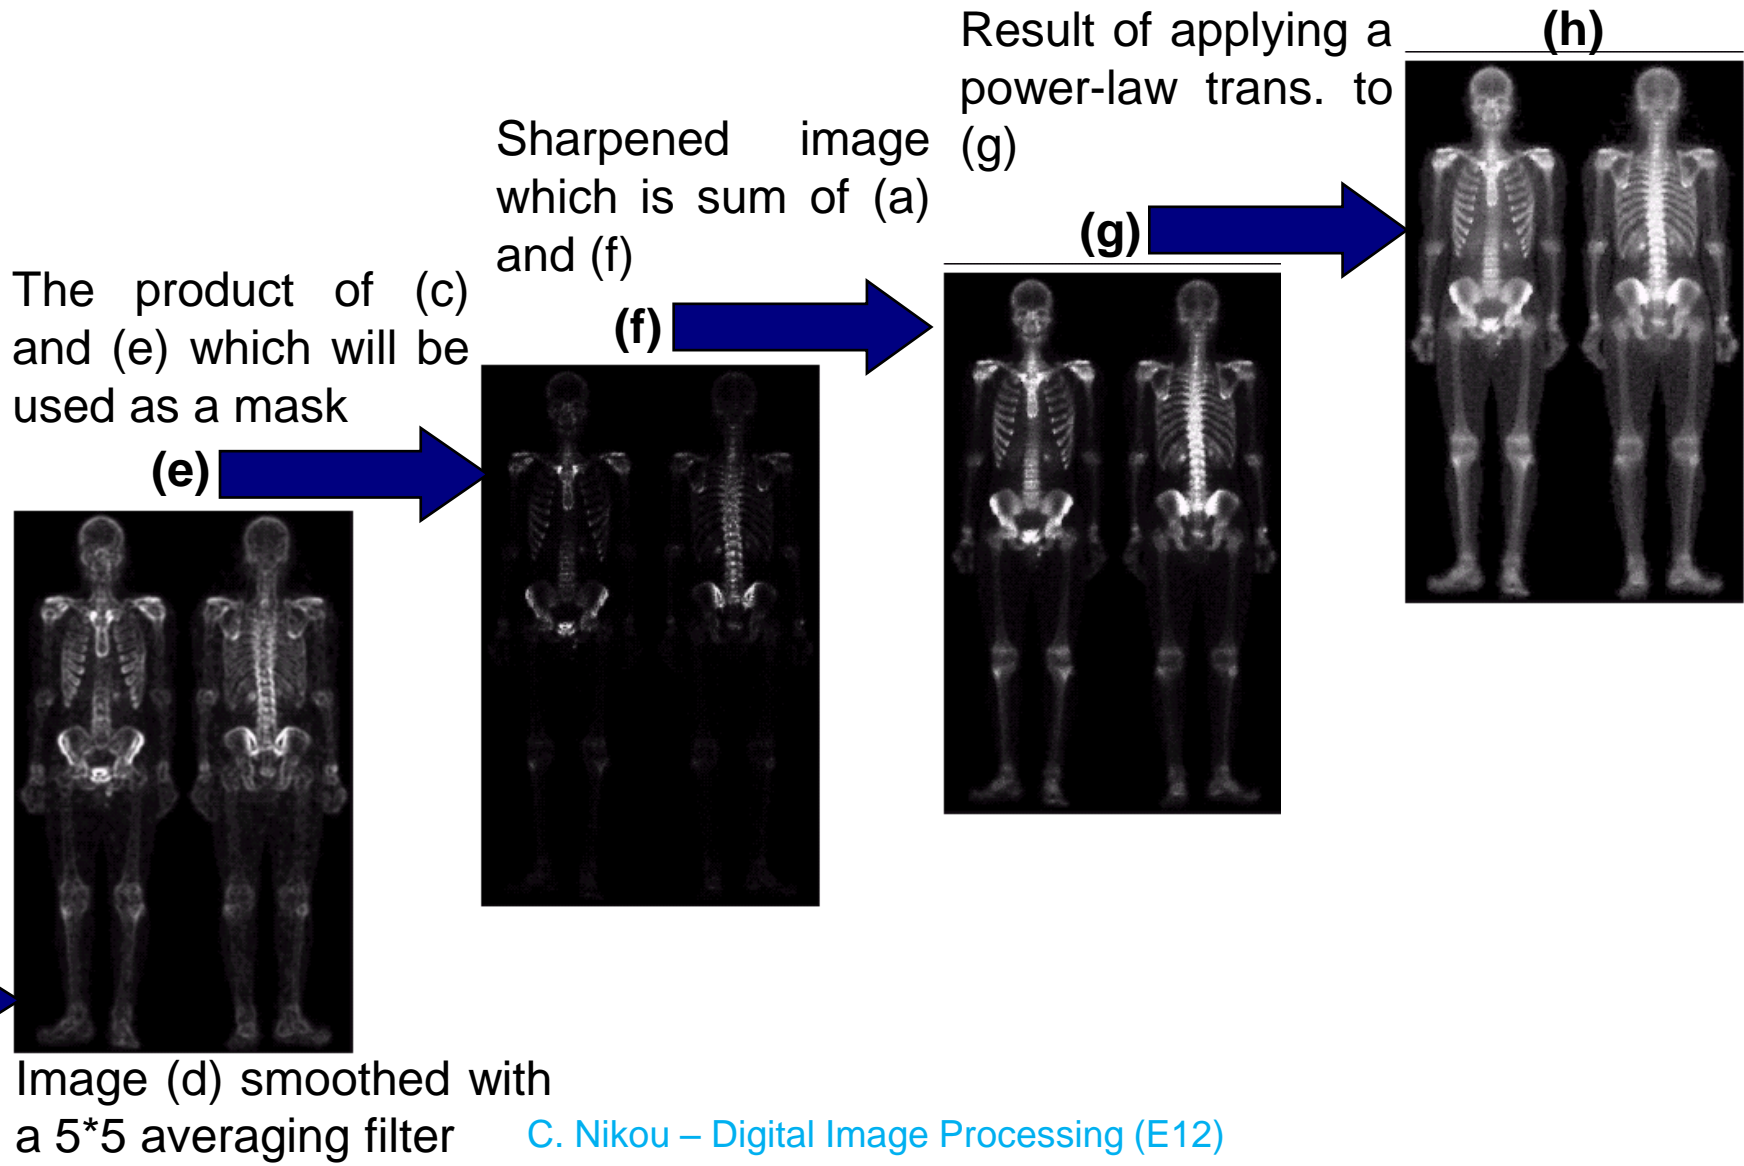 Result of applying a
power-law trans. to
(g)
(h)
Sharpened image
which is sum of (a)
and (f)
(g)
The product of (c)
and (e) which will be
used as a mask
(f)
(e)
Image (d) smoothed with
a 5*5 averaging filter
C. Nikou – Digital Image Processing (E12)